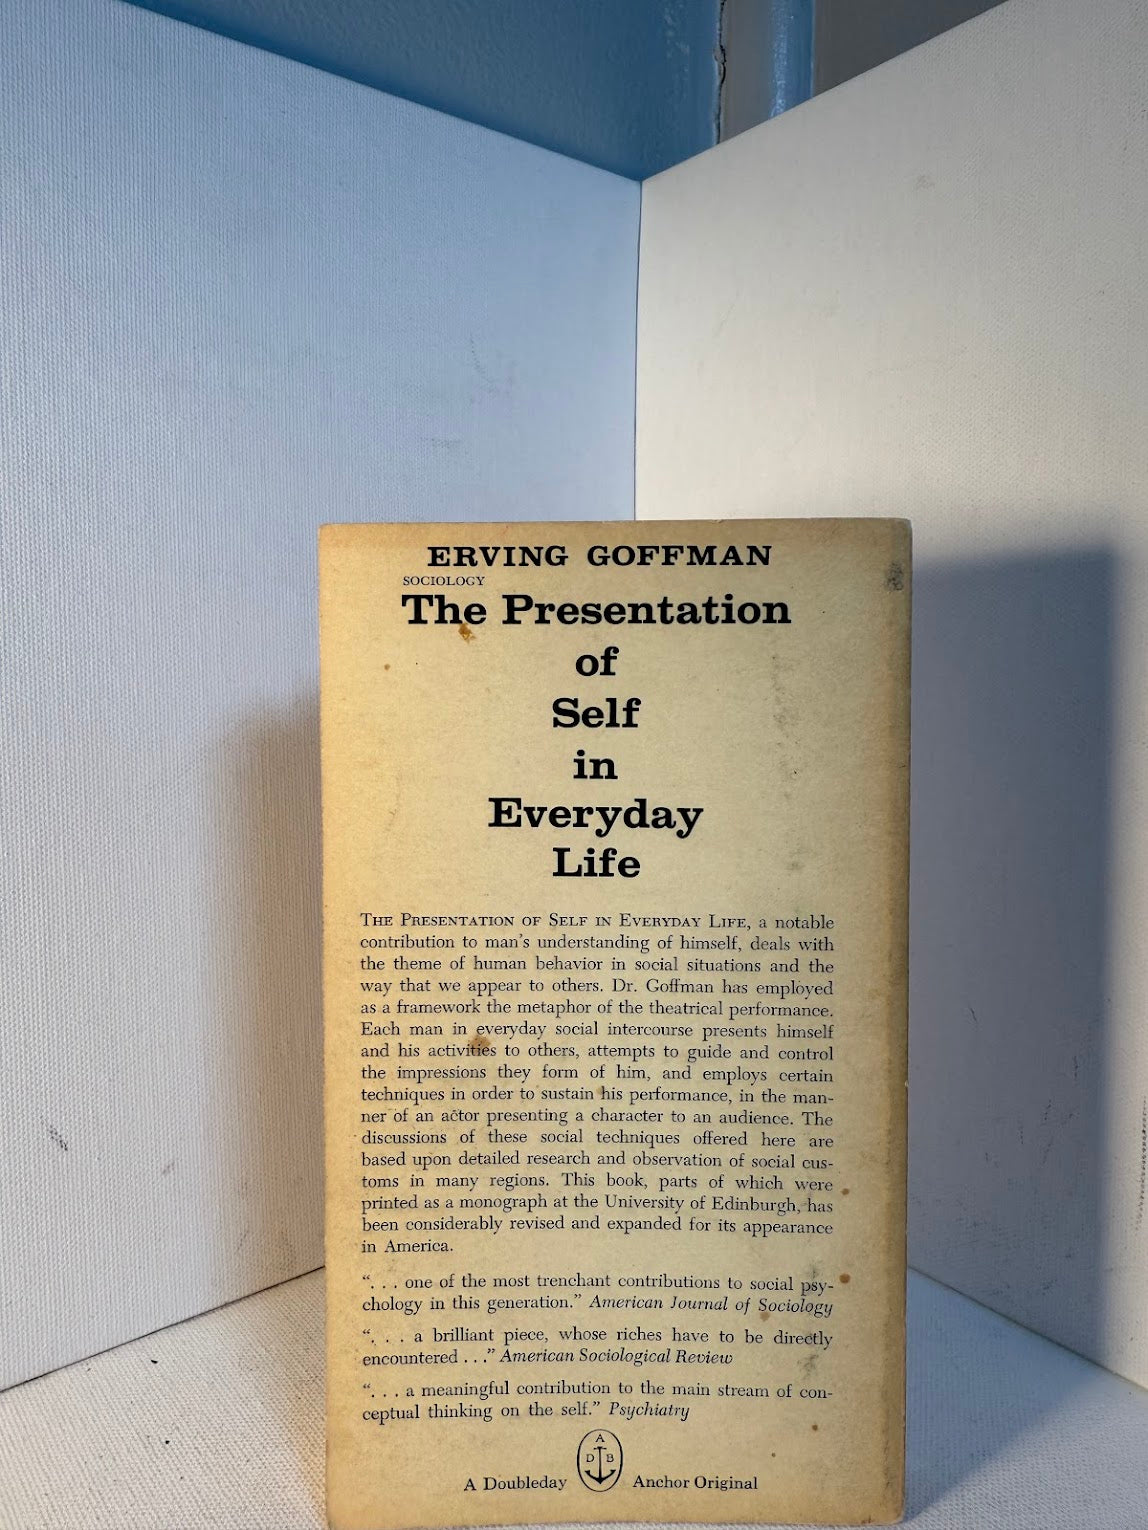 ERVING GOFFMAN
SOCIOLOGY
The Presentation
of
Self
in
Everyday
Life
THE PRESENTATION OF SELF IN EVERYDAY LIFE, a notable
contribution to man's understanding of himself, deals with
the theme of human behavior in social situations and the
way that we appear to others. Dr. Goffman has employed
as a framework the metaphor of the theatrical performance.
Each man in everyday social intercourse presents himself
and his activities to others, attempts to guide and control
the impressions they form of him, and employs certain
techniques in order to sustain his performance, in the man-
ner of an actor presenting a character to an audience. The
discussions of these social techniques offered here are
based upon detailed research and observation of social cus-
toms in many regions. This book, parts of which were
printed as a monograph at the University of Edinburgh, has
been considerably revised and expanded for its appearance
in America.
“. . . one of the most trenchant contributions to social psy-
chology in this generation.” American Journal of Sociology
“. . . a brilliant piece, whose riches have to be directly
encountered . . .” American Sociological Review
“. . . a meaningful contribution to the main stream of con-
ceptual thinking on the self.” Psychiatry
A
D B
A Doubleday Anchor Original